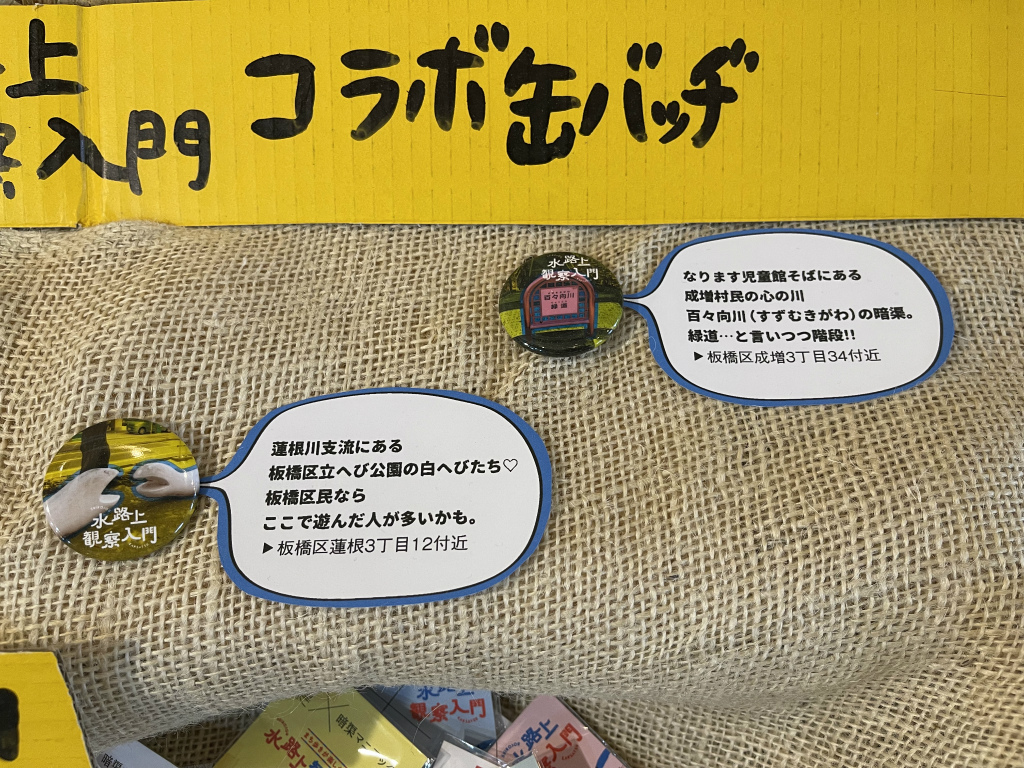 上
入門
コラボ缶バッヂ
水路上
観察入門
百々向川
緑道
なります児童館そばにある
成増村民の心の川
百々向川(すずむきがわ)の暗渠。
緑道…と言いつつ階段!!
▶板橋区成増3丁目34付近
水路上
観察入門
蓮根川支流にある
板橋区立へび公園の白へびたち♡
板橋区民なら
ここで遊んだ人が多いかも。
▶板橋区蓮根3丁目12付近
水路上
観察入門
暗渠マニ
水路上
水路上
察入門